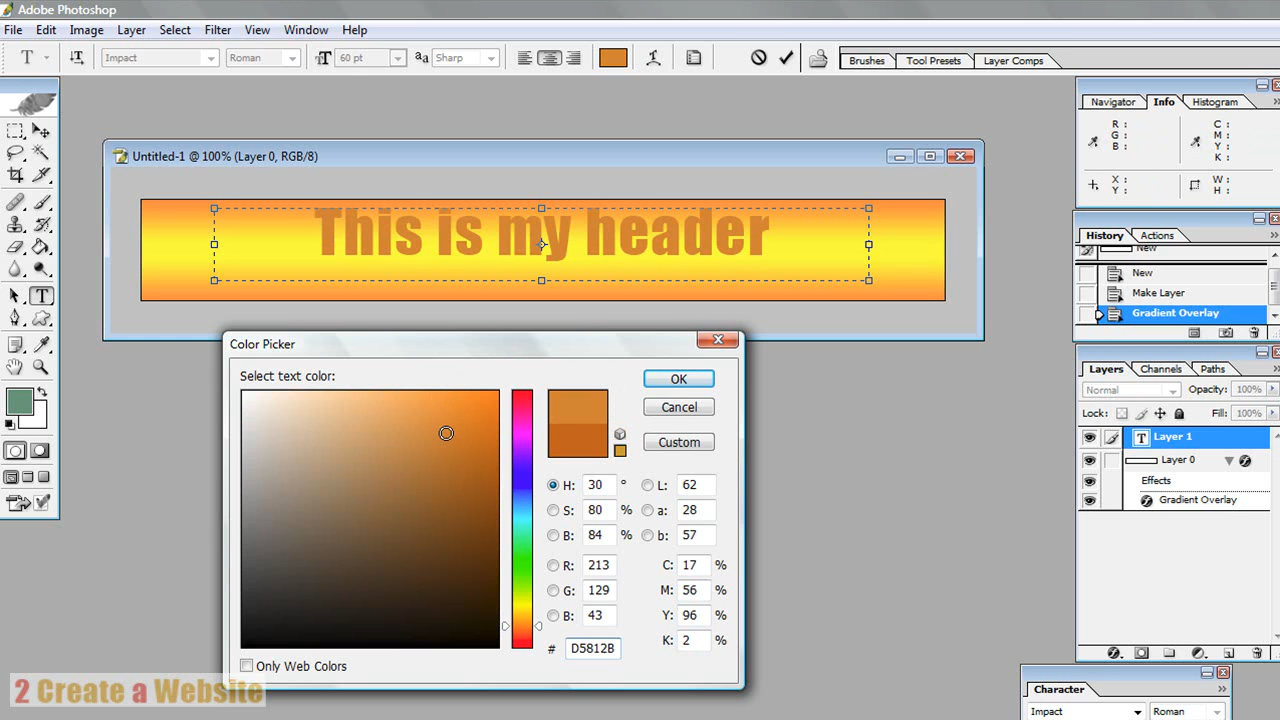 Adobe Photoshop
File Edit Image Layer Select Filter View Window Help
T T Impact Roman T 60 pt aa Sharp Brushes Tool Presets Layer Comps
Navigator Info Histogram
R : C :
G : M :
B : Y :
K :
X : W :
Y : H :
Untitled-1 @ 100% (Layer 0, RGB/8)
This is my header
History Actions
New
New
Make Layer
Gradient Overlay
Layers Channels Paths
Normal Opacity: 100%
Lock: Fill: 100%
T Layer 1
Layer 0
Effects
Gradient Overlay
Color Picker
Select text color:
OK
Cancel
Custom
H: 30 ° L: 62
S: 80 % a: 28
B: 84 % b: 57
R: 213 C: 17 %
G: 129 M: 56 %
B: 43 Y: 96 %
# D5812B K: 2 %
Only Web Colors
2 Create a Website
Character
Impact Roman